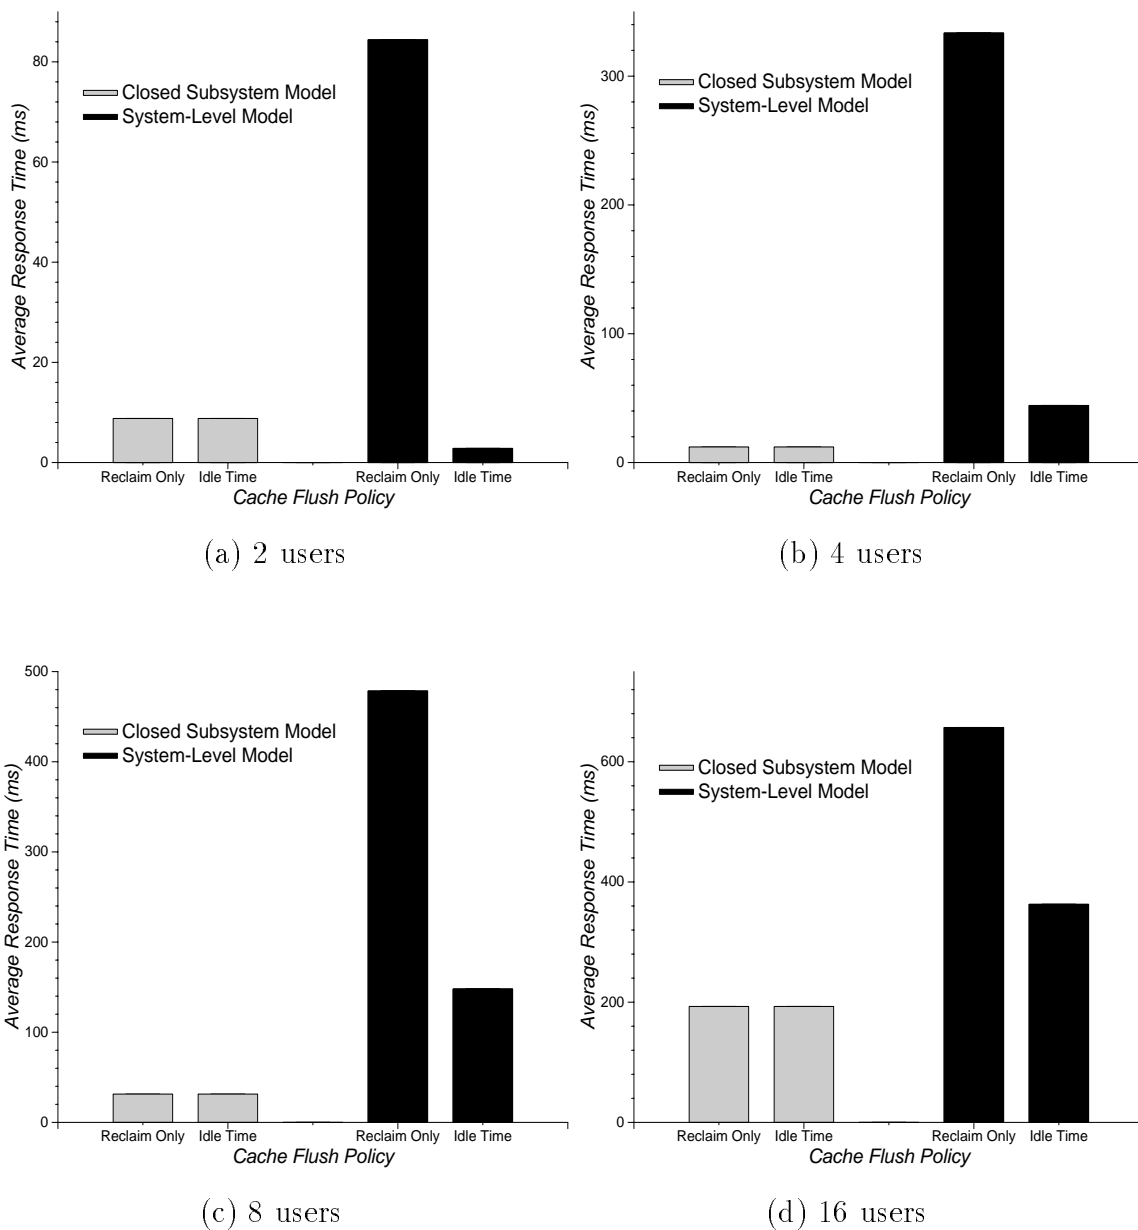 80
60
40
20
0
Average Response Time (ms)
Closed Subsystem Model
System-Level Model
Reclaim Only Idle Time Reclaim Only Idle Time
Cache Flush Policy
(a) 2 users
300
200
100
0
Average Response Time (ms)
Closed Subsystem Model
System-Level Model
Reclaim Only Idle Time Reclaim Only Idle Time
Cache Flush Policy
(b) 4 users
500
400
300
200
100
0
Average Response Time (ms)
Closed Subsystem Model
System-Level Model
Reclaim Only Idle Time Reclaim Only Idle Time
Cache Flush Policy
(c) 8 users
600
400
200
0
Average Response Time (ms)
Closed Subsystem Model
System-Level Model
Reclaim Only Idle Time Reclaim Only Idle Time
Cache Flush Policy
(d) 16 users